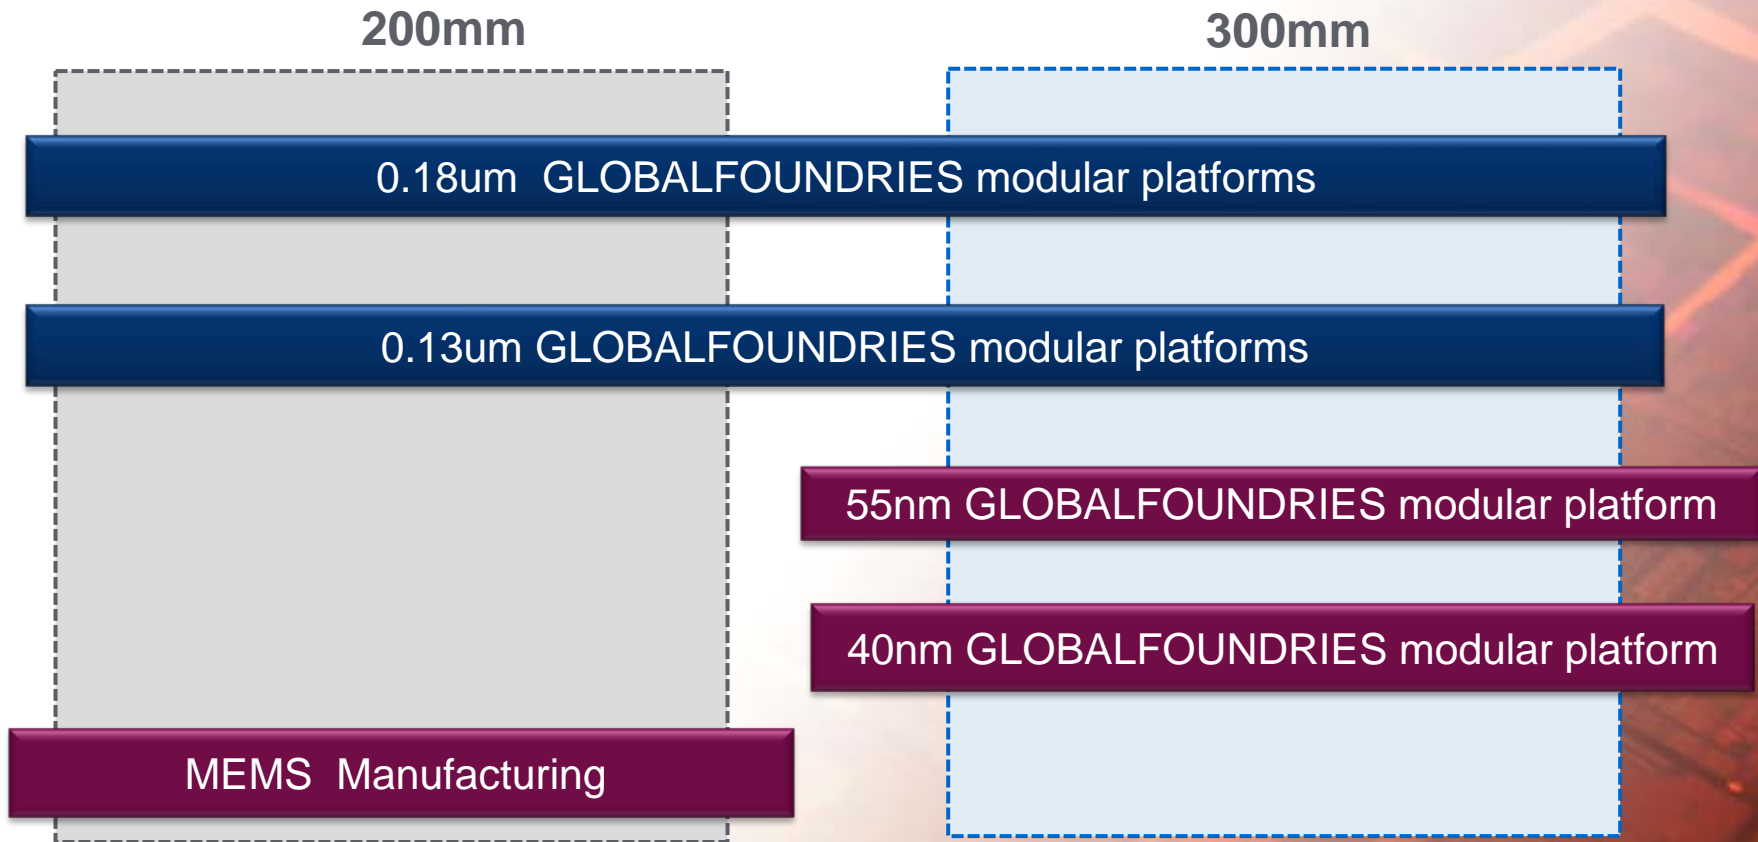 200mm
300mm
0.18um GLOBALFOUNDRIES modular platforms
0.13um GLOBALFOUNDRIES modular platforms
55nm GLOBALFOUNDRIES modular platform
40nm GLOBALFOUNDRIES modular platform
MEMS Manufacturing